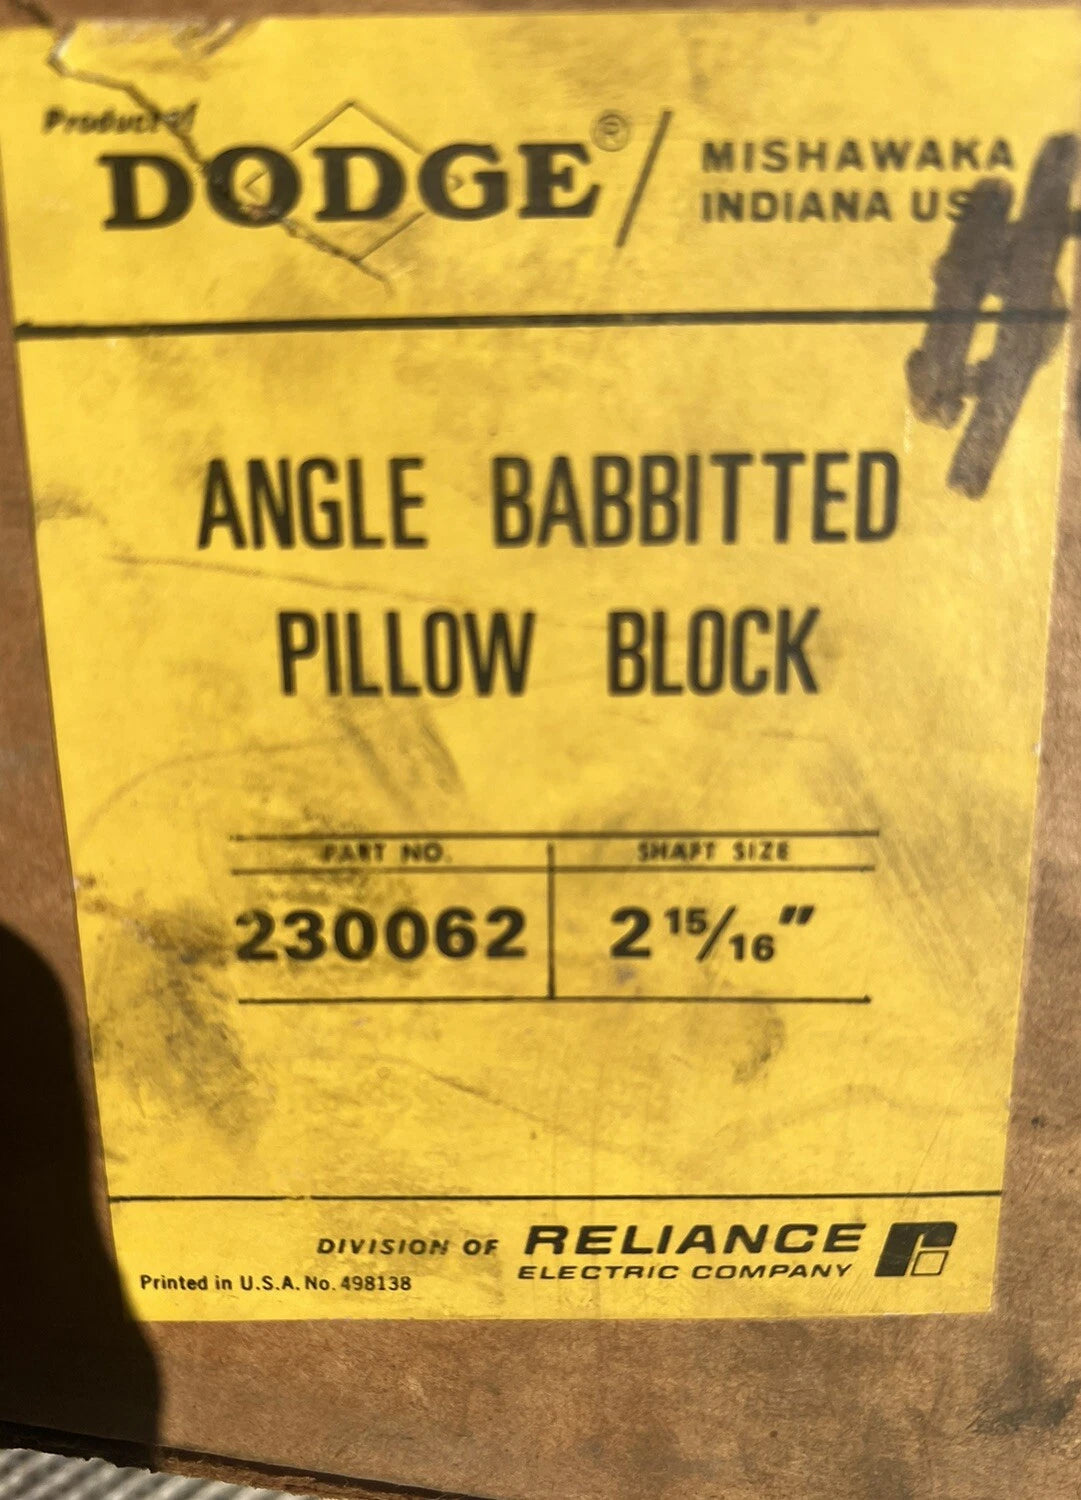 Product of
DODGE®
MISHAWAKA
INDIANA USA
ANGLE BABBITTED
PILLOW BLOCK
PART NO. SHAFT SIZE
230062 2 15/16"
DIVISION OF RELIANCE
ELECTRIC COMPANY
Printed in U.S.A. No. 498138